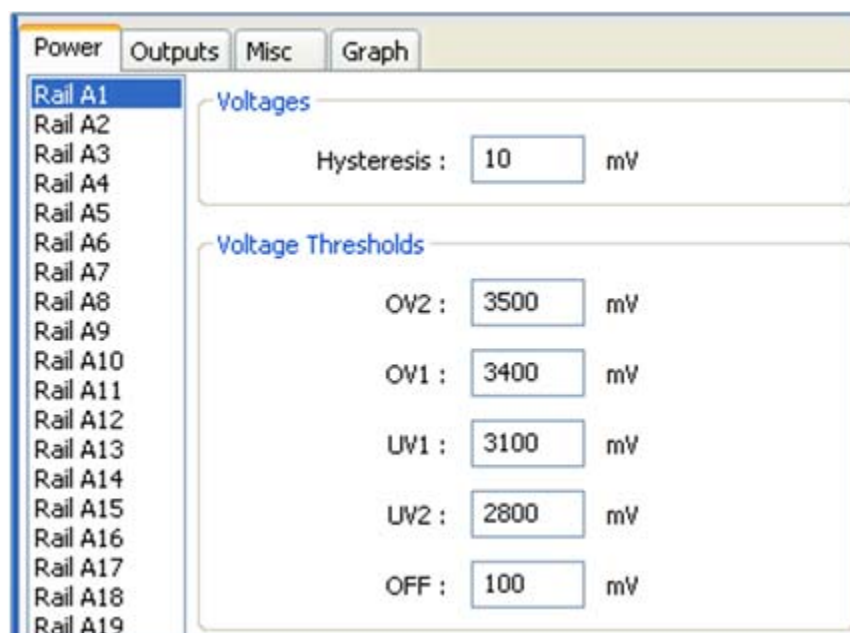 Power Outputs Misc Graph
Rail A1
Rail A2
Rail A3
Rail A4
Rail A5
Rail A6
Rail A7
Rail A8
Rail A9
Rail A10
Rail A11
Rail A12
Rail A13
Rail A14
Rail A15
Rail A16
Rail A17
Rail A18
Rail A19
Voltages
Hysteresis : 10 mV
Voltage Thresholds
OV2 : 3500 mV
OV1 : 3400 mV
UV1 : 3100 mV
UV2 : 2800 mV
OFF : 100 mV